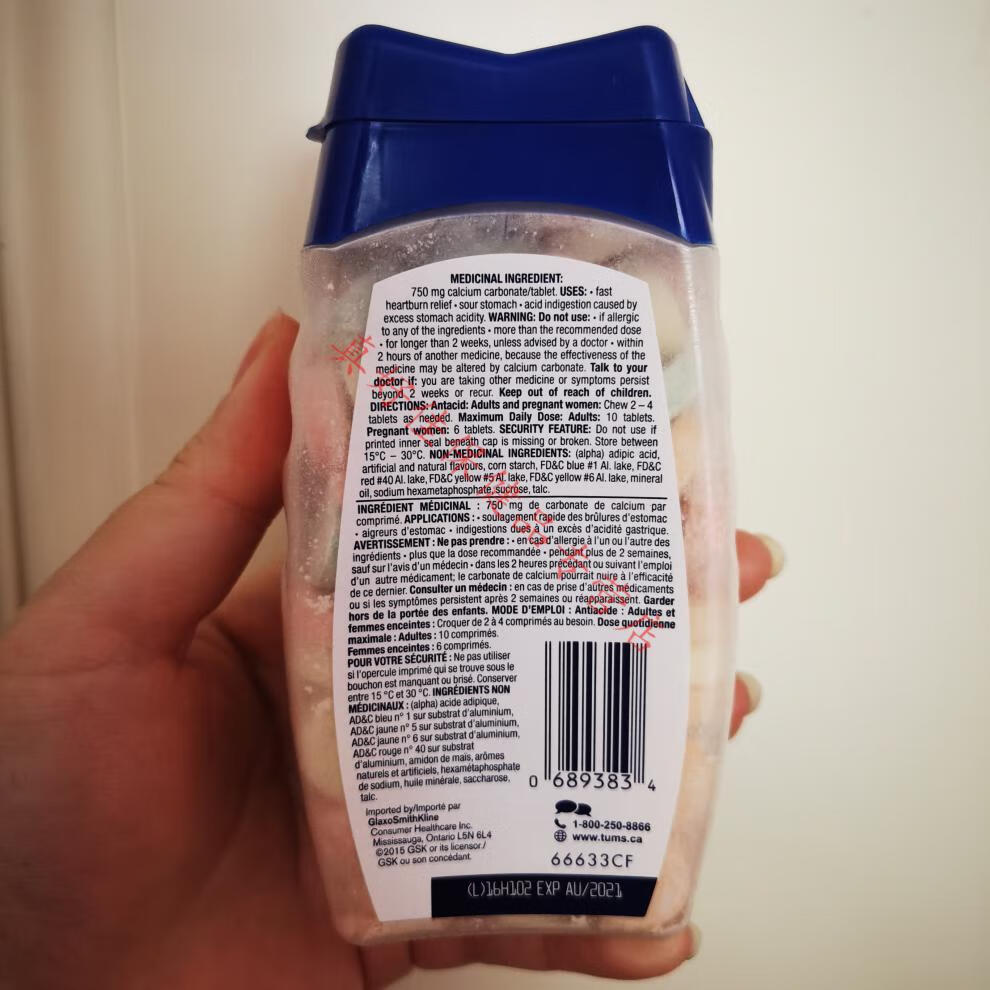 MEDICINAL INGREDIENT:
750 mg calcium carbonate/tablet. USES: • fast
heartburn relief • sour stomach • acid indigestion caused by
excess stomach acidity. WARNING: Do not use: • if allergic
to any of the ingredients • more than the recommended dose
• for longer than 2 weeks, unless advised by a doctor • within
2 hours of another medicine, because the effectiveness of the
medicine may be altered by calcium carbonate. Talk to your
doctor if: you are taking other medicine or symptoms persist
beyond 2 weeks or recur. Keep out of reach of children.
DIRECTIONS: Antacid: Adults and pregnant women: Chew 2 – 4
tablets as needed. Maximum Daily Dose: Adults: 10 tablets.
Pregnant women: 6 tablets. SECURITY FEATURE: Do not use if
printed inner seal beneath cap is missing or broken. Store between
15°C – 30°C. NON-MEDICINAL INGREDIENTS: (alpha) adipic acid,
artificial and natural flavours, corn starch, FD&C blue #1 Al. lake, FD&C
red #40 Al. lake, FD&C yellow #5 Al. lake, FD&C yellow #6 Al. lake, mineral
oil, sodium hexametaphosphate, sucrose, talc.
INGRÉDIENT MÉDICINAL : 750 mg de carbonate de calcium par
comprimé. APPLICATIONS : • soulagement rapide des brûlures d'estomac
• aigreurs d'estomac • indigestions dues à un excès d'acidité gastrique.
AVERTISSEMENT : Ne pas prendre : • en cas d'allergie à l'un ou l'autre des
ingrédients • plus que la dose recommandée • pendant plus de 2 semaines,
sauf sur l'avis d'un médecin • dans les 2 heures précédant ou suivant l'emploi
d'un autre médicament; le carbonate de calcium pourrait nuire à l'efficacité
de ce dernier. Consulter un médecin : en cas de prise d'autres médicaments
ou si les symptômes persistent après 2 semaines ou réapparaissent. Garder
hors de la portée des enfants. MODE D'EMPLOI : Antiacide : Adultes et
femmes enceintes : Croquer de 2 à 4 comprimés au besoin. Dose quotidienne
maximale : Adultes : 10 comprimés.
Femmes enceintes : 6 comprimés.
POUR VOTRE SÉCURITÉ : Ne pas utiliser
si l'opercule imprimé qui se trouve sous le
bouchon est manquant ou brisé. Conserver
entre 15 °C et 30 °C. INGRÉDIENTS NON
MÉDICINAUX : (alpha) acide adipique,
AD&C bleu n° 1 sur substrat d'aluminium,
AD&C jaune n° 5 sur substrat d'aluminium,
AD&C jaune n° 6 sur substrat d'aluminium,
AD&C rouge n° 40 sur substrat
d'aluminium, amidon de maïs, arômes
naturels et artificiels, hexamétaphosphate
de sodium, huile minérale, saccharose,
talc.
0 689383 4
Imported by/Importé par
GlaxoSmithKline
Consumer Healthcare Inc.
Mississauga, Ontario L5N 6L4
©2015 GSK or its licensor /
GSK ou son concédant.
1-800-250-8866
www.tums.ca
66633CF
(L)16H102 EXP AU/2021